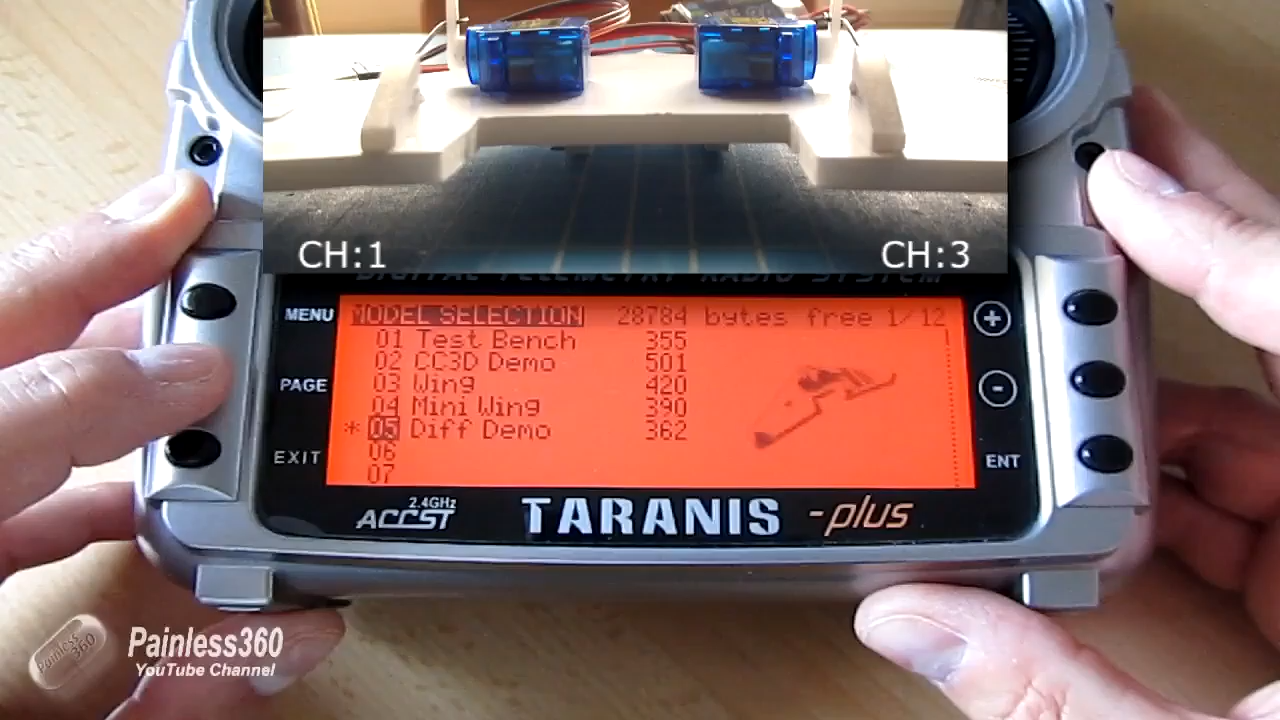 CH:1
CH:3
DIGITAL TELEMETRY RADIO SYSTEM
MENU
PAGE
EXIT
MODEL SELECTION 28784 bytes free 1/12
01 Test Bench 355
02 CC3D Demo 501
03 Wing 420
04 Mini Wing 390
* 05 Diff Demo 362
06
07
+
-
ENT
2.4GHz
ACCST
TARANIS -plus
Painless360
YouTube Channel
Painless
360